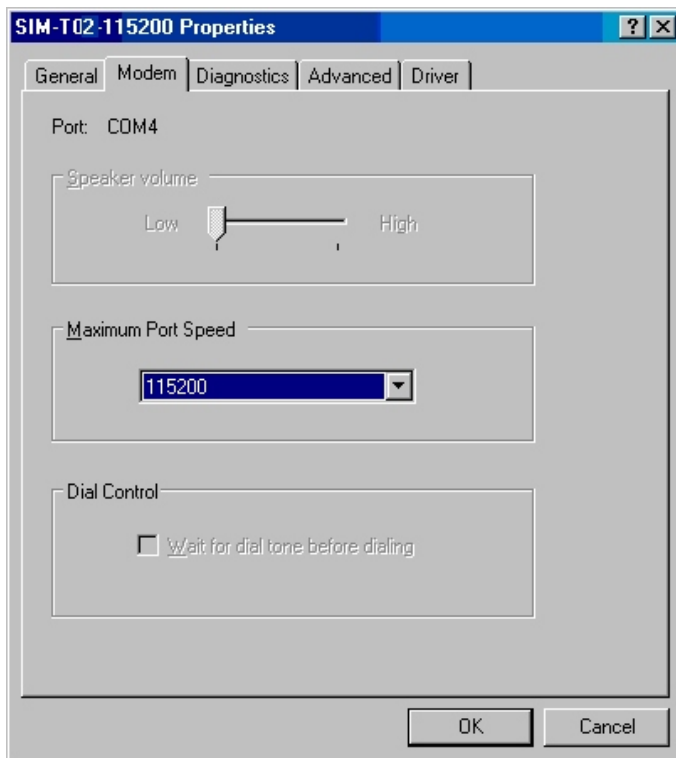 SIM-T02-115200 Properties
General Modem Diagnostics Advanced Driver
Port: COM4
Speaker volume
Low High
Maximum Port Speed
115200
Dial Control
Wait for dial tone before dialing
OK Cancel